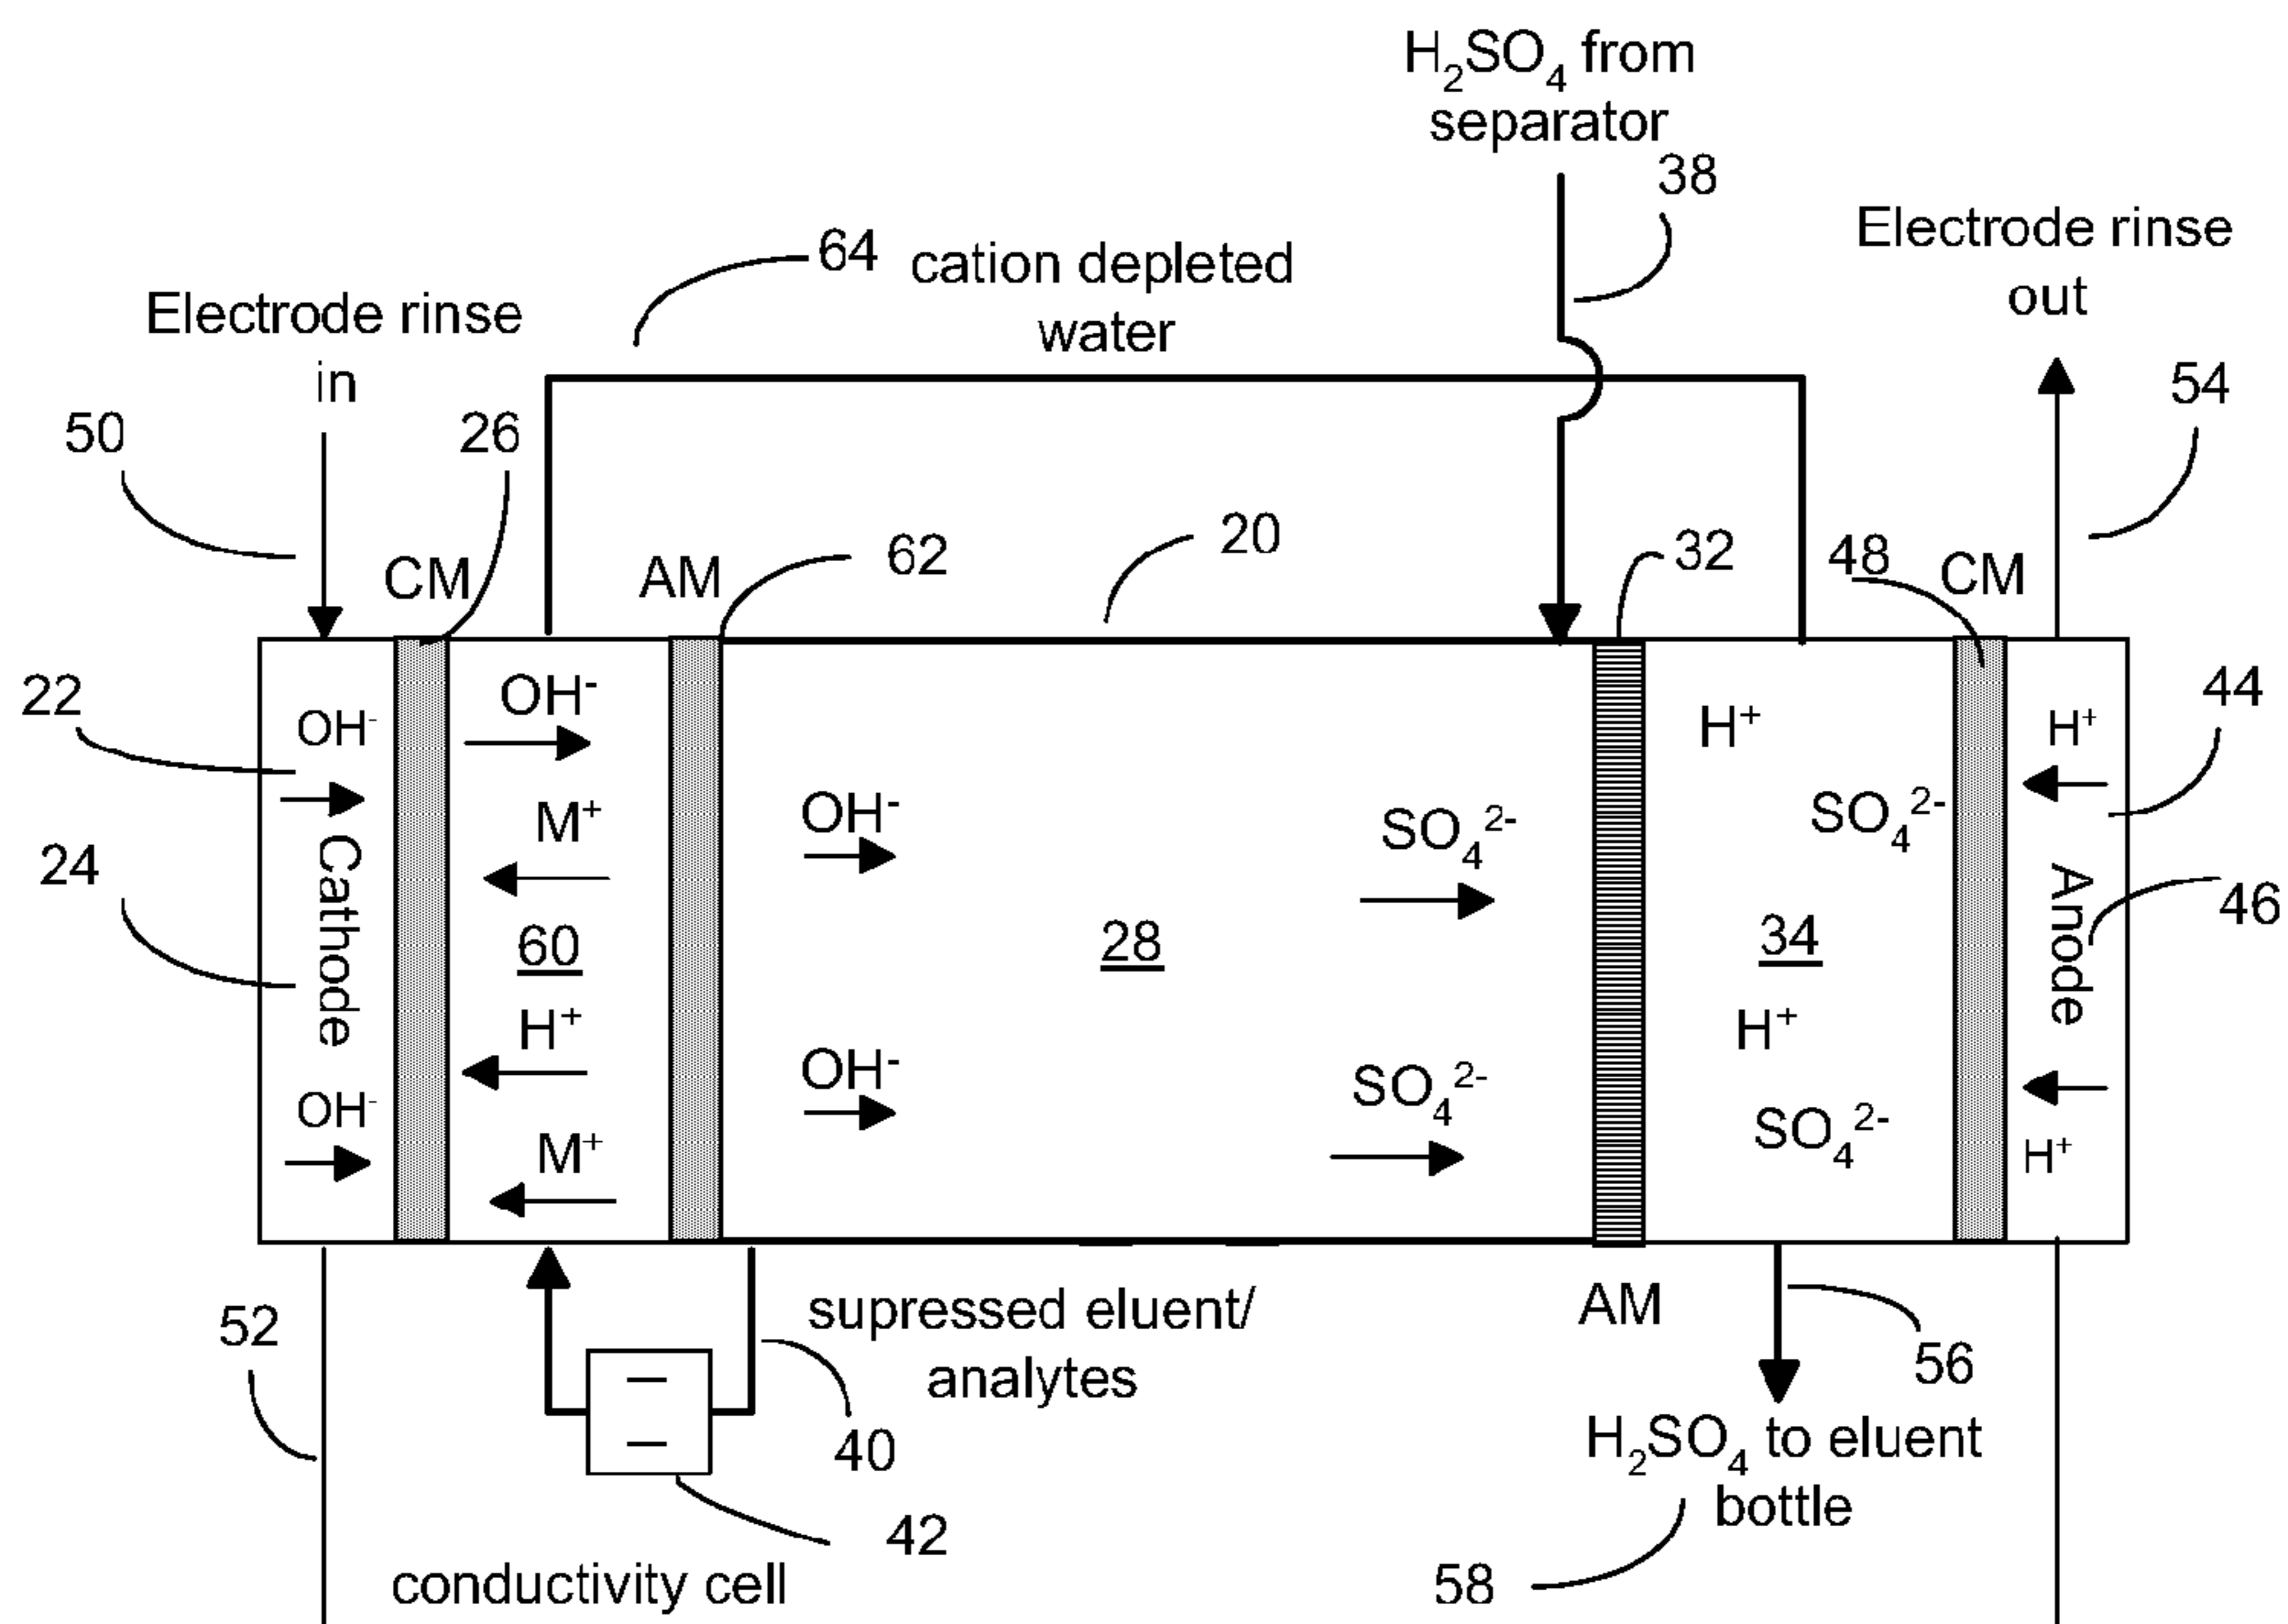 H₂SO₄ from
separator
38
64
cation depleted
water
Electrode rinse
in
Electrode rinse
out
50
26
54
CM
AM
62
20
32
48
CM
22
OH-
OH-
44
H+
H+
M+
OH-
SO₄2-
SO₄2-
24
Cathode
60
28
34
Anode
46
H+
H+
OH-
OH-
M+
SO₄2-
SO₄2-
H+
52
supressed eluent/
analytes
AM
56
40
H₂SO₄ to eluent
bottle
42
conductivity cell
58